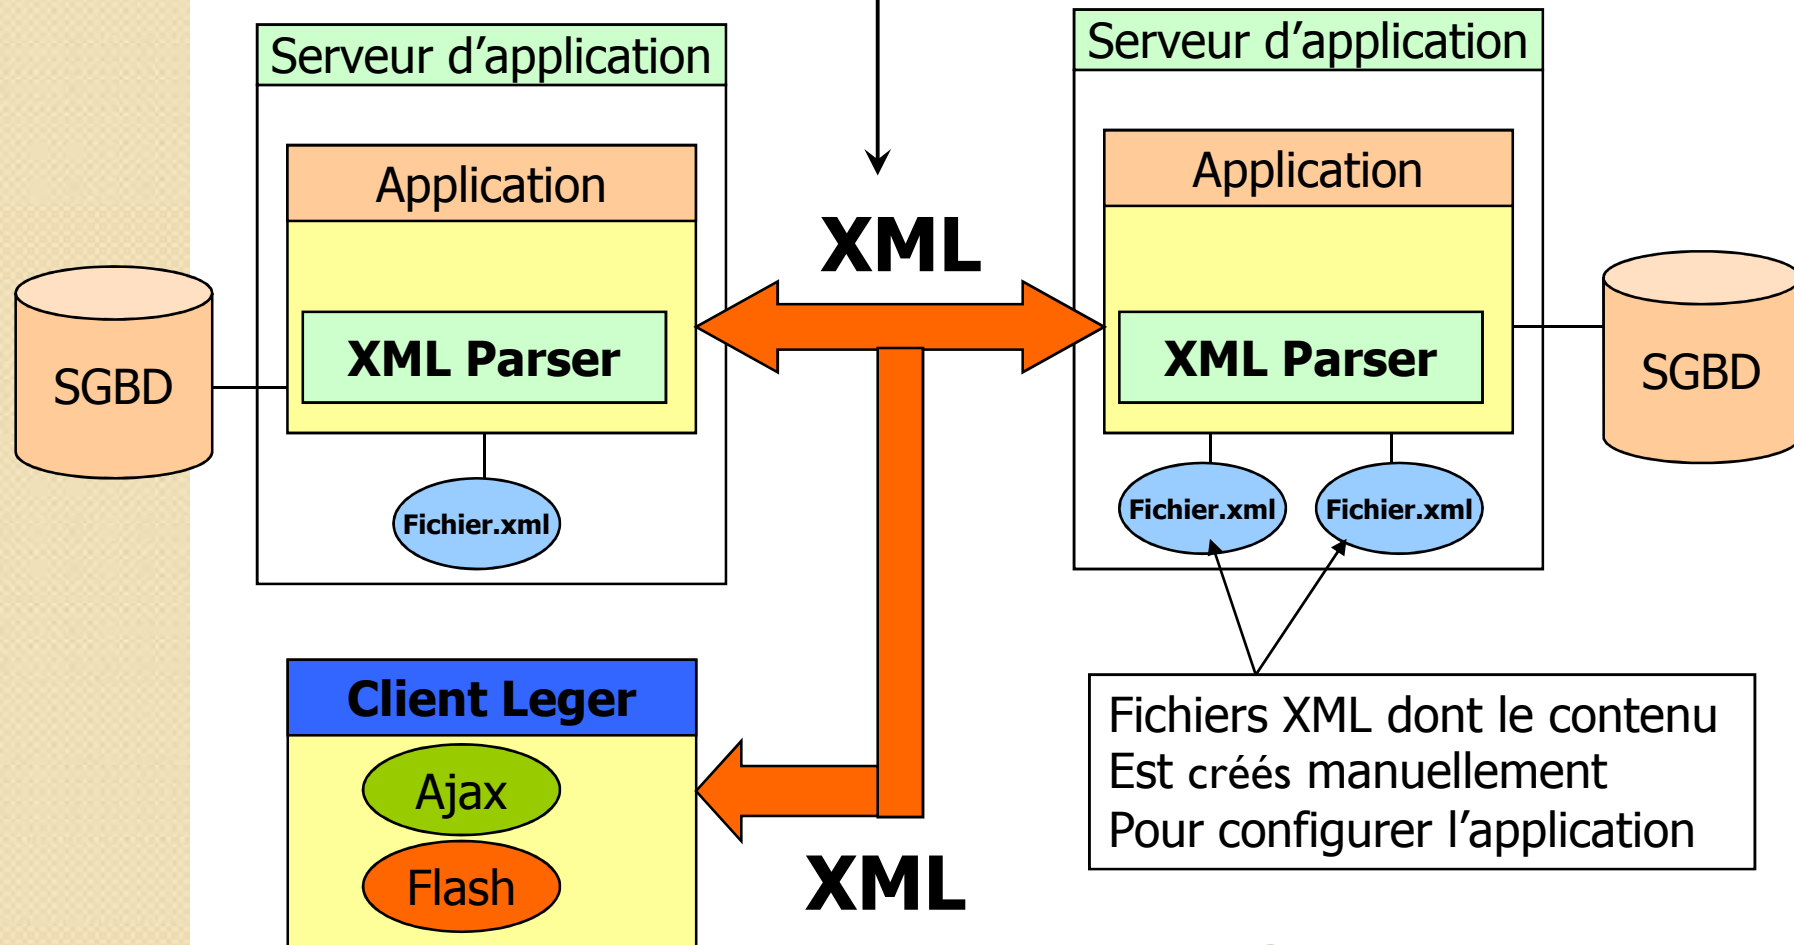 Serveur d’application
Serveur d’application
Application
Application
XML
XML Parser
XML Parser
SGBD
SGBD
Fichier.xml
Fichier.xml
Fichier.xml
Client Leger
Ajax
Flash
XML
Fichiers XML dont le contenu
Est créés manuellement
Pour configurer l’application